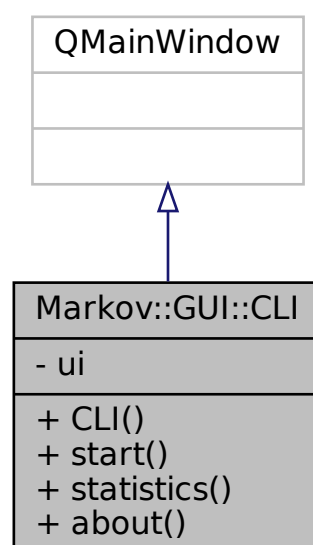 QMainWindow
Markov::GUI::CLI
- ui
+ CLI()
+ start()
+ statistics()
+ about()